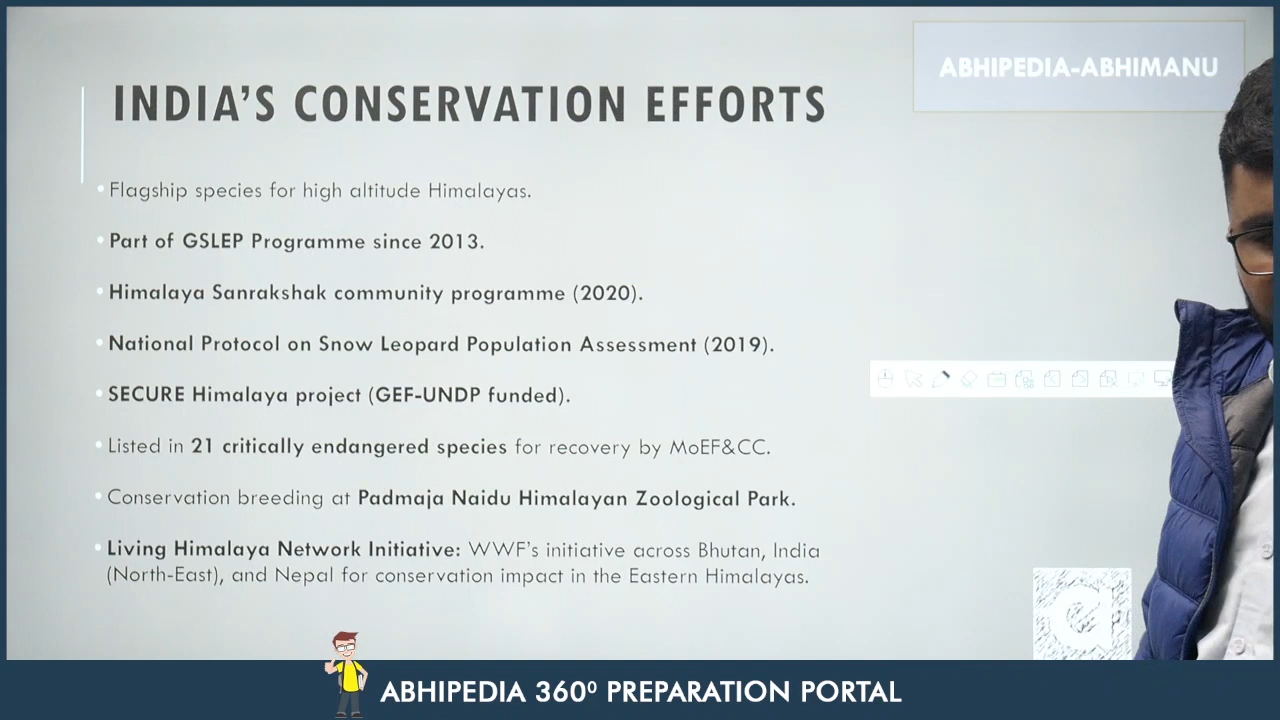 ABHIPEDIA-ABHIMANU
INDIA'S CONSERVATION EFFORTS
• Flagship species for high altitude Himalayas.
• Part of GSLEP Programme since 2013.
• Himalaya Sanrakshak community programme (2020).
• National Protocol on Snow Leopard Population Assessment (2019).
• SECURE Himalaya project (GEF-UNDP funded).
• Listed in 21 critically endangered species for recovery by MoEF&CC.
• Conservation breeding at Padmaja Naidu Himalayan Zoological Park.
• Living Himalaya Network Initiative: WWF's initiative across Bhutan, India
(North-East), and Nepal for conservation impact in the Eastern Himalayas.
ABHIPEDIA 360⁰ PREPARATION PORTAL